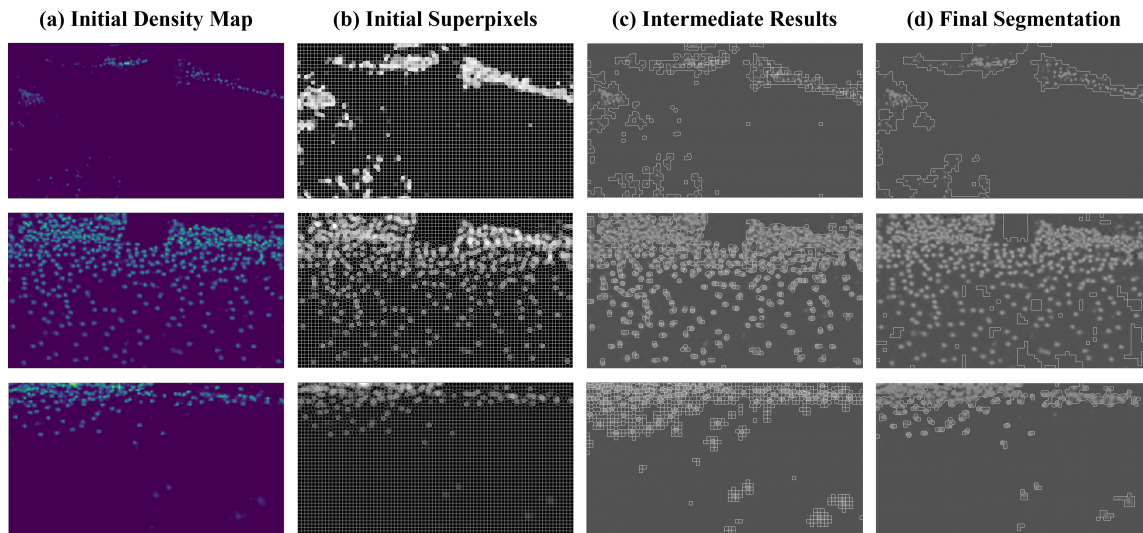 (a) Initial Density Map (b) Initial Superpixels (c) Intermediate Results (d) Final Segmentation